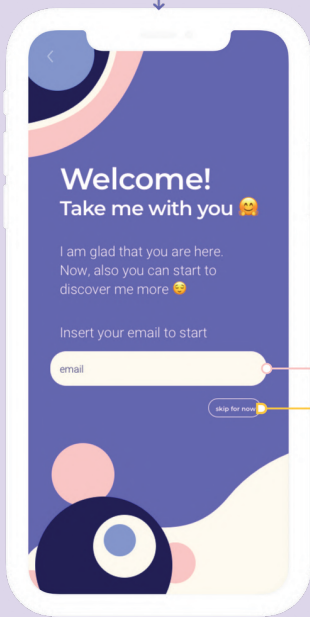 Welcome!
Take me with you 🤗
I am glad that you are here.
Now, also you can start to
discover me more 😌
Insert your email to start
email
skip for now